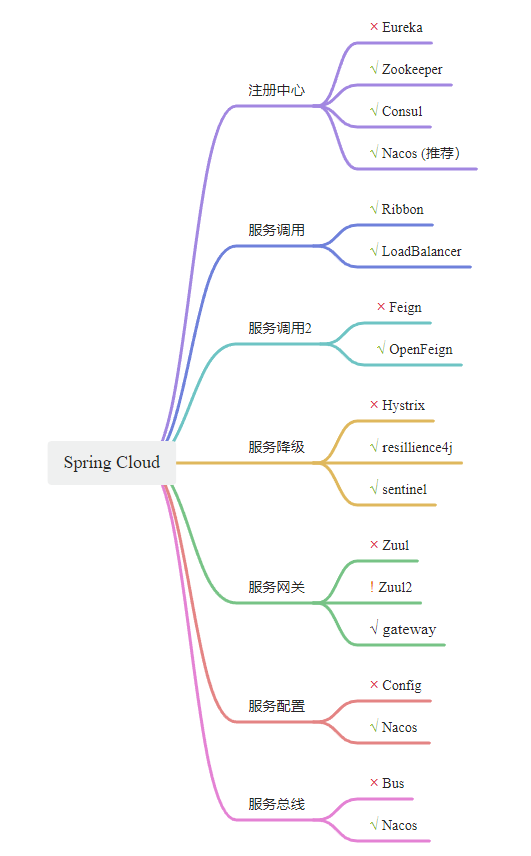 Spring Cloud
注册中心
× Eureka
√ Zookeeper
√ Consul
√ Nacos (推荐）
服务调用
√ Ribbon
√ LoadBalancer
服务调用2
× Feign
√ OpenFeign
服务降级
× Hystrix
√ resillience4j
√ sentinel
服务网关
× Zuul
! Zuul2
√ gateway
服务配置
× Config
√ Nacos
服务总线
× Bus
√ Nacos